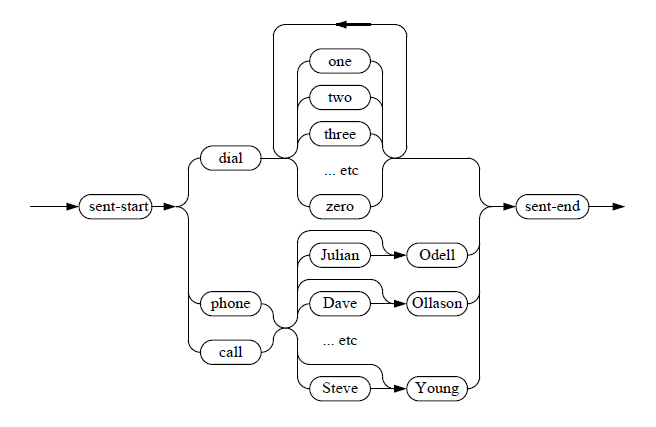 one
two
three
dial
... etc
sent-start
zero
sent-end
Julian
Odell
phone
Dave
Ollason
call
... etc
Steve
Young